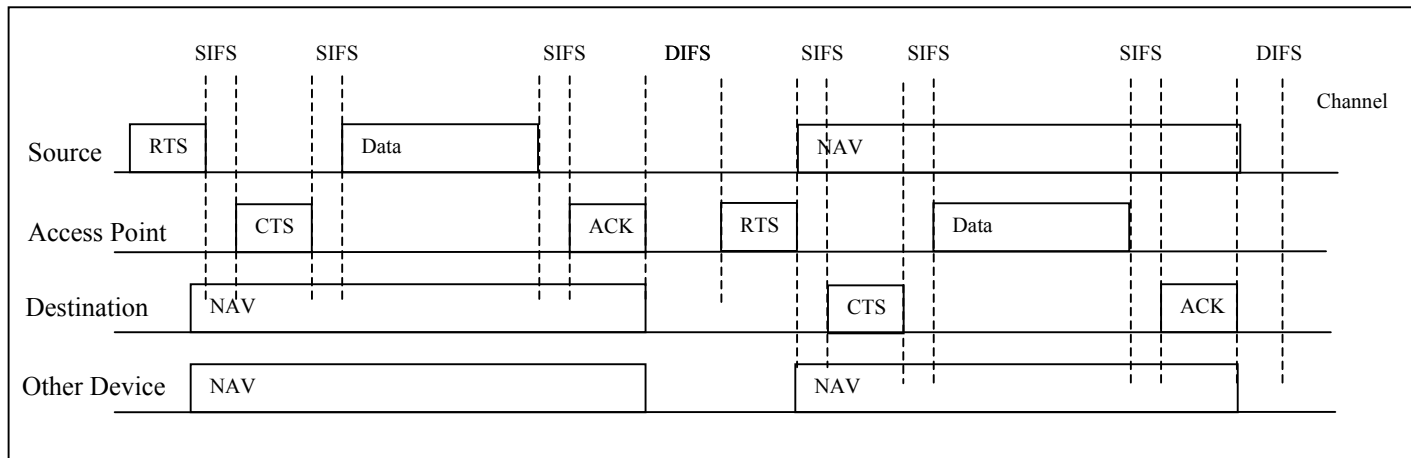 SIFS SIFS SIFS DIFS SIFS SIFS SIFS DIFS
Channel
Source RTS Data NAV
Access Point CTS ACK RTS Data
Destination NAV CTS ACK
Other Device NAV NAV